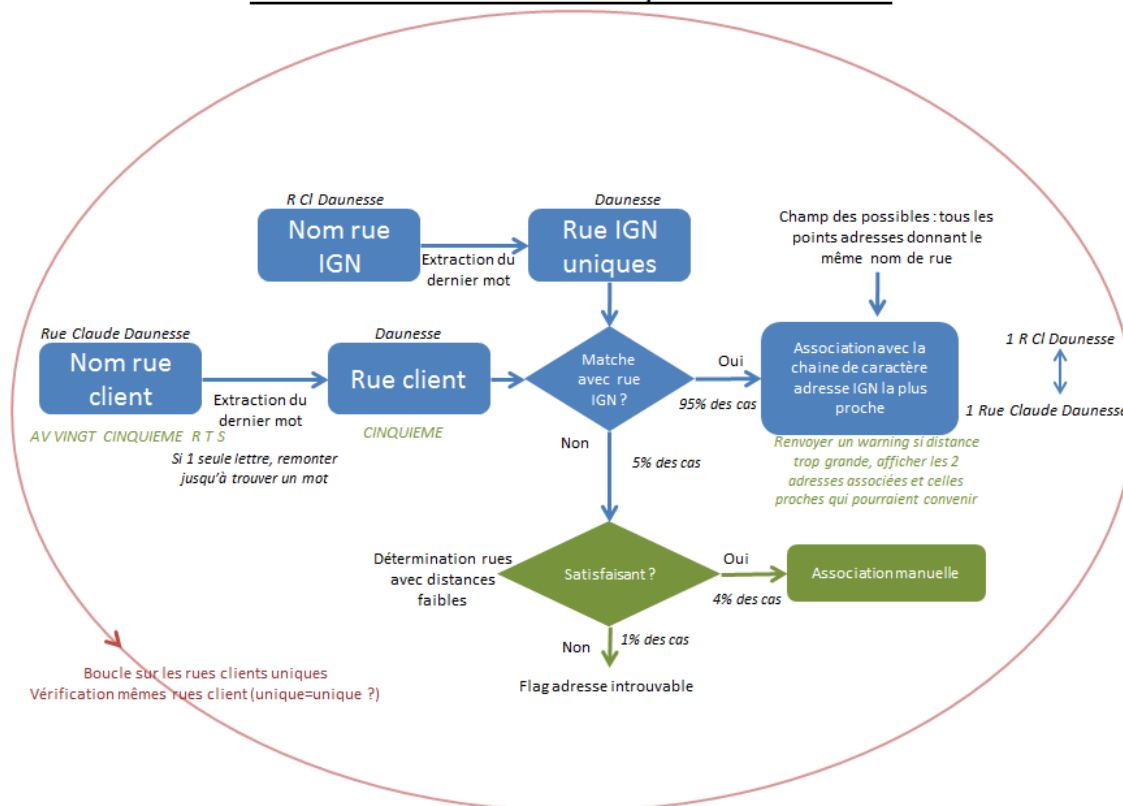 R Cl Daunesse
Nom rue
IGN
Extraction du
dernier mot
Daunesse
Rue IGN
uniques
Champ des possibles : tous les
points adresses donnant le
même nom de rue
Rue Claude Daunesse
Nom rue
client
Extraction du
dernier mot
AV VINGT CINQUIEME R T S
Si 1 seule lettre, remonter
jusqu'à trouver un mot
Daunesse
Rue client
CINQUIEME
Matche
avec rue
IGN ?
Oui
95% des cas
Association avec la
chaine de caractère
adresse IGN la plus
proche
1 R Cl Daunesse
1 Rue Claude Daunesse
Renvoyer un warning si distance
trop grande, afficher les 2
adresses associées et celles
proches qui pourraient convenir
Non
5% des cas
Détermination rues
avec distances
faibles
Satisfaisant ?
Oui
4% des cas
Association manuelle
Non
1% des cas
Flag adresse introuvable
Boucle sur les rues clients uniques
Vérification mêmes rues client (unique=unique ?)